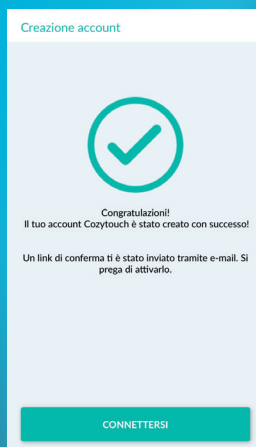 Creazione account
Congratulazioni!
Il tuo account Cozytouch è stato creato con successo!
Un link di conferma ti è stato inviato tramite e-mail. Si
prega di attivarlo.
CONNETTERSI